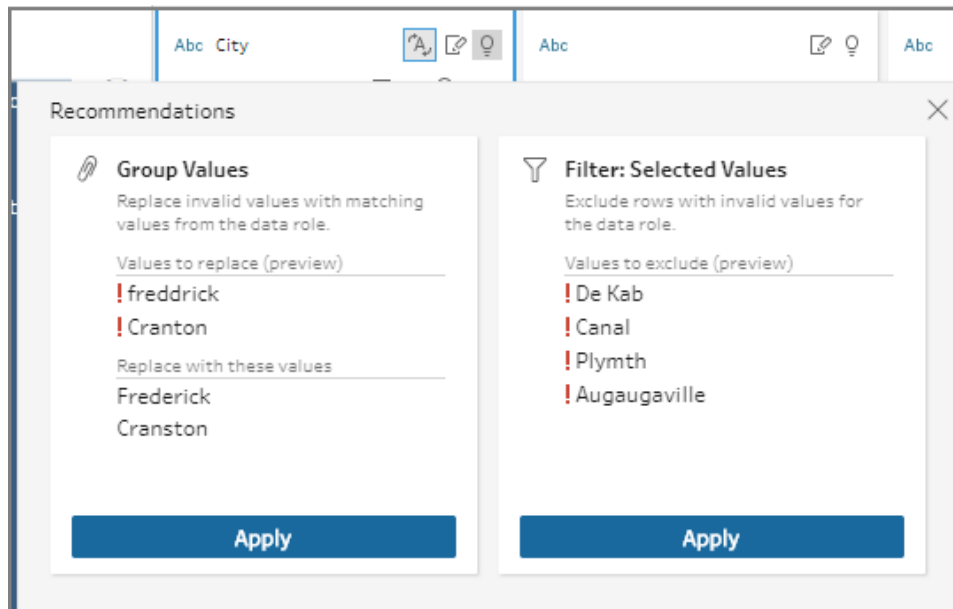 Abc City
Abc
Abc
Recommendations
Group Values
Replace invalid values with matching
values from the data role.
Values to replace (preview)
! freddrick
! Cranton
Replace with these values
Frederick
Cranston
Apply
Filter: Selected Values
Exclude rows with invalid values for
the data role.
Values to exclude (preview)
! De Kab
! Canal
! Plymth
! Augaugaville
Apply